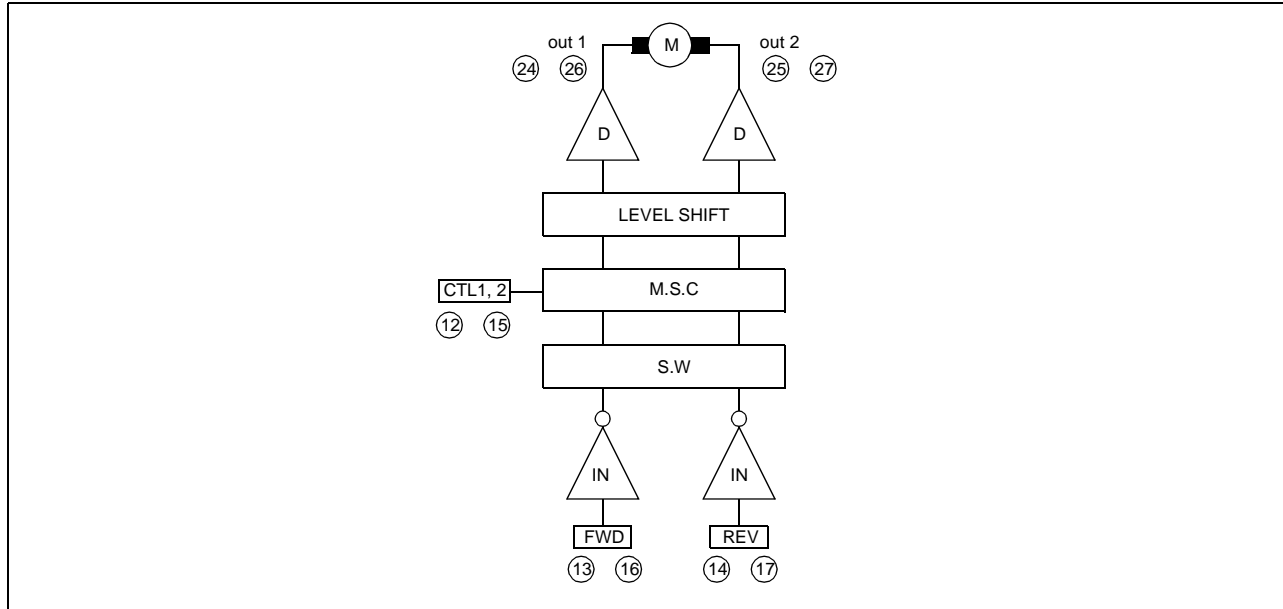 out 1 M out 2
24 26 25 27
D D
LEVEL SHIFT
CTL1, 2 M.S.C
12 15
S.W
IN IN
FWD REV
13 16 14 17